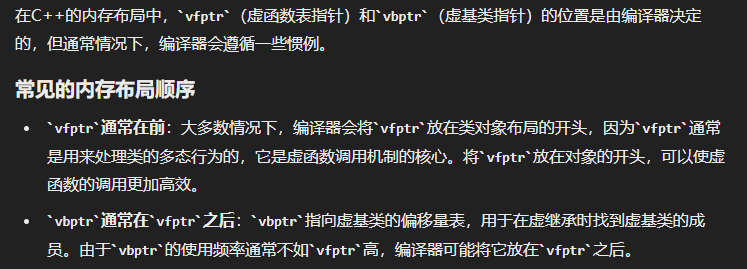 在C++的内存布局中，`vfptr`（虚函数表指针）和`vbptr`（虚基类指针）的位置是由编译器决定
的，但通常情况下，编译器会遵循一些惯例。
常见的内存布局顺序
• `vfptr`通常在前：大多数情况下，编译器会将`vfptr`放在类对象布局的开头，因为`vfptr`通常
是用来处理类的多态行为的，它是虚函数调用机制的核心。将`vfptr`放在对象的开头，可以使虚
函数的调用更加高效。
• `vbptr`通常在`vfptr`之后：`vbptr`指向虚基类的偏移量表，用于在虚继承时找到虚基类的成
员。由于`vbptr`的使用频率通常不如`vfptr`高，编译器可能将它放在`vfptr`之后。